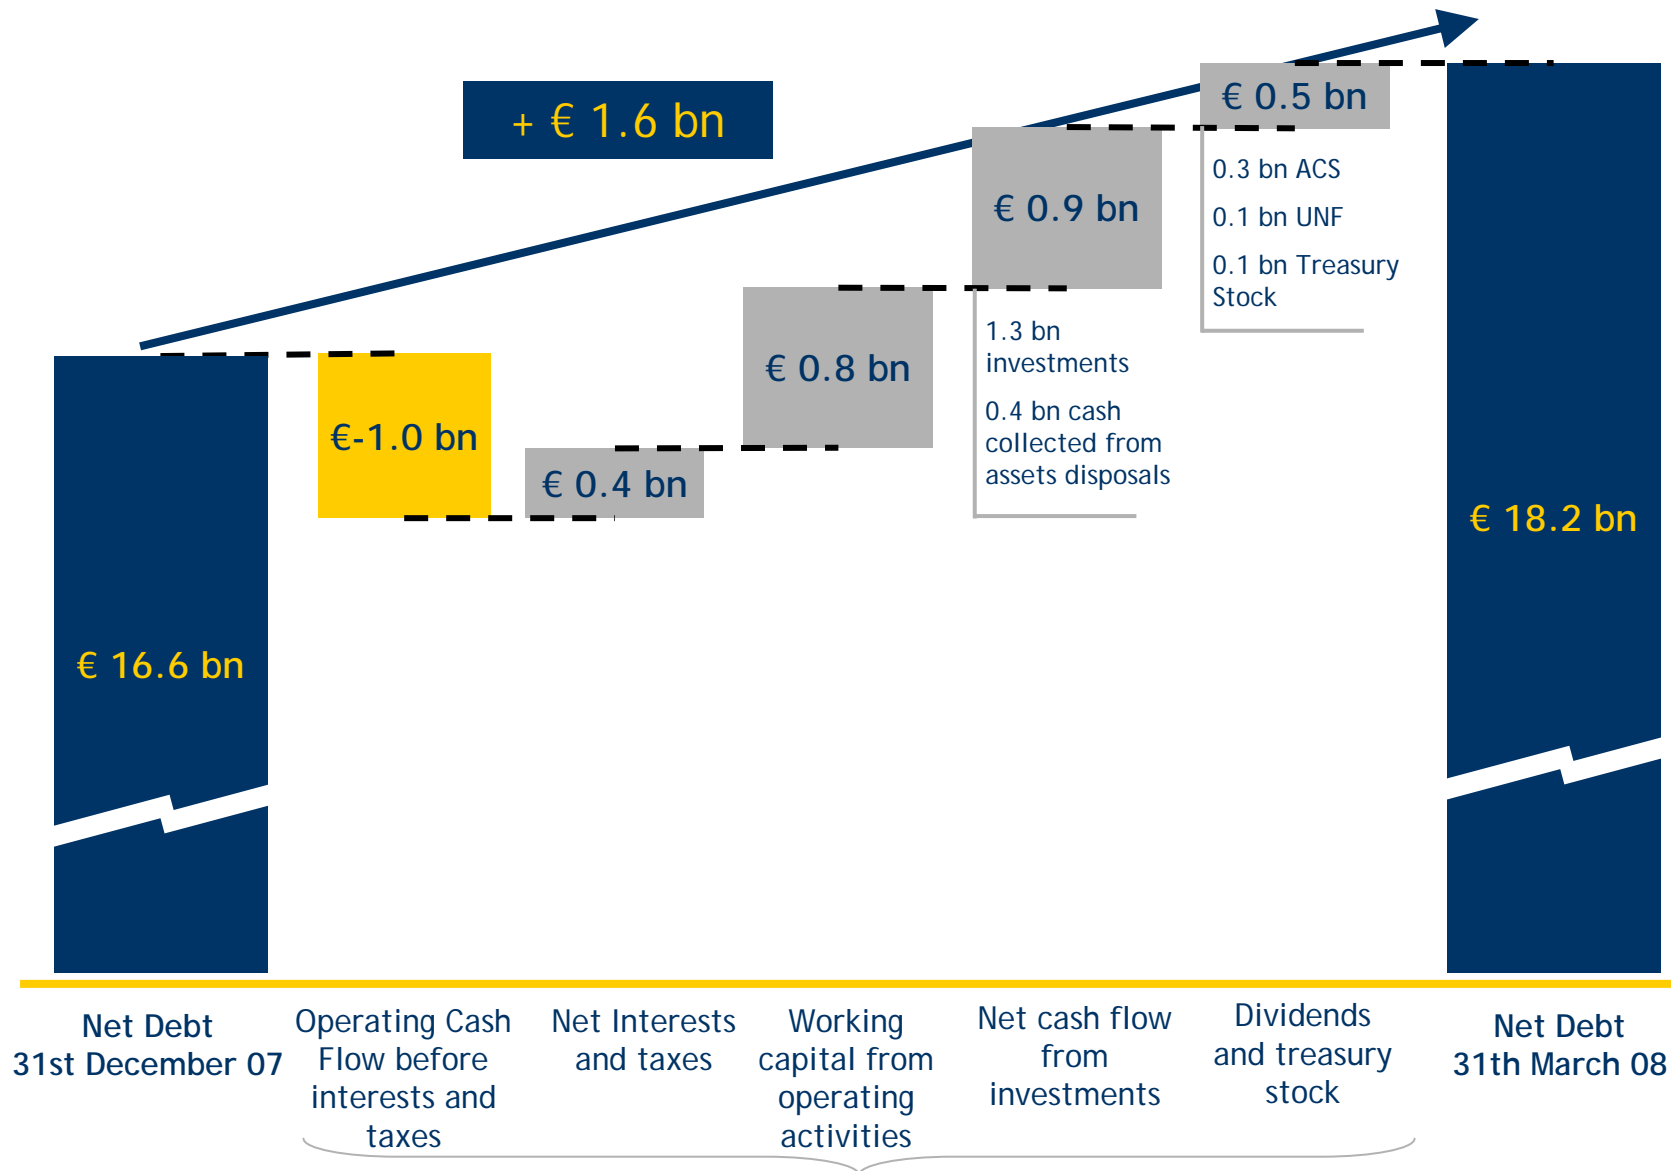 + € 1.6 bn
€ 0.5 bn
0.3 bn ACS
0.1 bn UNF
0.1 bn Treasury
Stock
€ 0.9 bn
1.3 bn
investments
0.4 bn cash
collected from
assets disposals
€ 0.8 bn
€-1.0 bn
€ 0.4 bn
€ 16.6 bn
€ 18.2 bn
Net Debt
31st December 07
Operating Cash
Flow before
interests and
taxes
Net Interests
and taxes
Working
capital from
operating
activities
Net cash flow
from
investments
Dividends
and treasury
stock
Net Debt
31th March 08